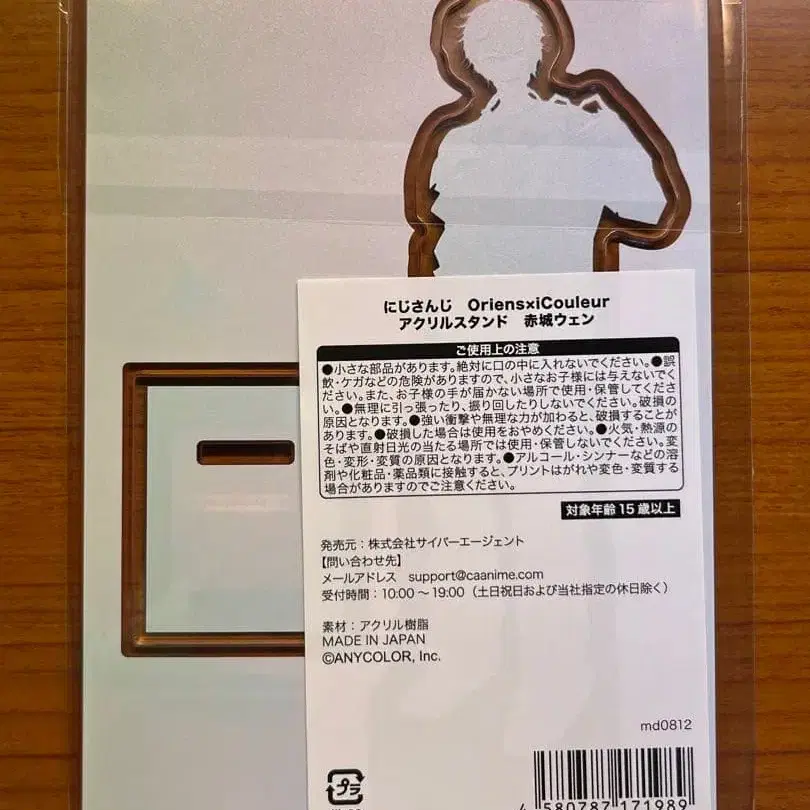 にじさんじ　Oriens×iCouleur
アクリルスタンド　赤城ウェン
ご使用上の注意
●小さな部品があります。絶対に口の中に入れないでください。●誤
飲・ケガなどの危険がありますので、小さなお子様には与えないでく
ださい。また、お子様の手が届かない場所で使用・保管してくださ
い。●無理に引っ張ったり、振り回したりしないでください。破損の
原因となります。●強い衝撃や無理な力が加わると、破損することが
あります。●破損した場合は使用をおやめください。●火気・熱源の
そばや直射日光の当たる場所では使用・保管しないでください。変
色・変形・変質の原因となります。●アルコール・シンナーなどの溶
剤や化粧品・薬品類に接触すると、プリントはがれや変色・変質する
場合がありますのでご注意ください。
対象年齢15歳以上
発売元：株式会社サイバーエージェント
【問い合わせ先】
メールアドレス　support@caanime.com
受付時間：10:00～19:00（土日祝日および当社指定の休日除く）
素材：アクリル樹脂
MADE IN JAPAN
©ANYCOLOR, Inc.
md0812
プラ
4 580787 171989